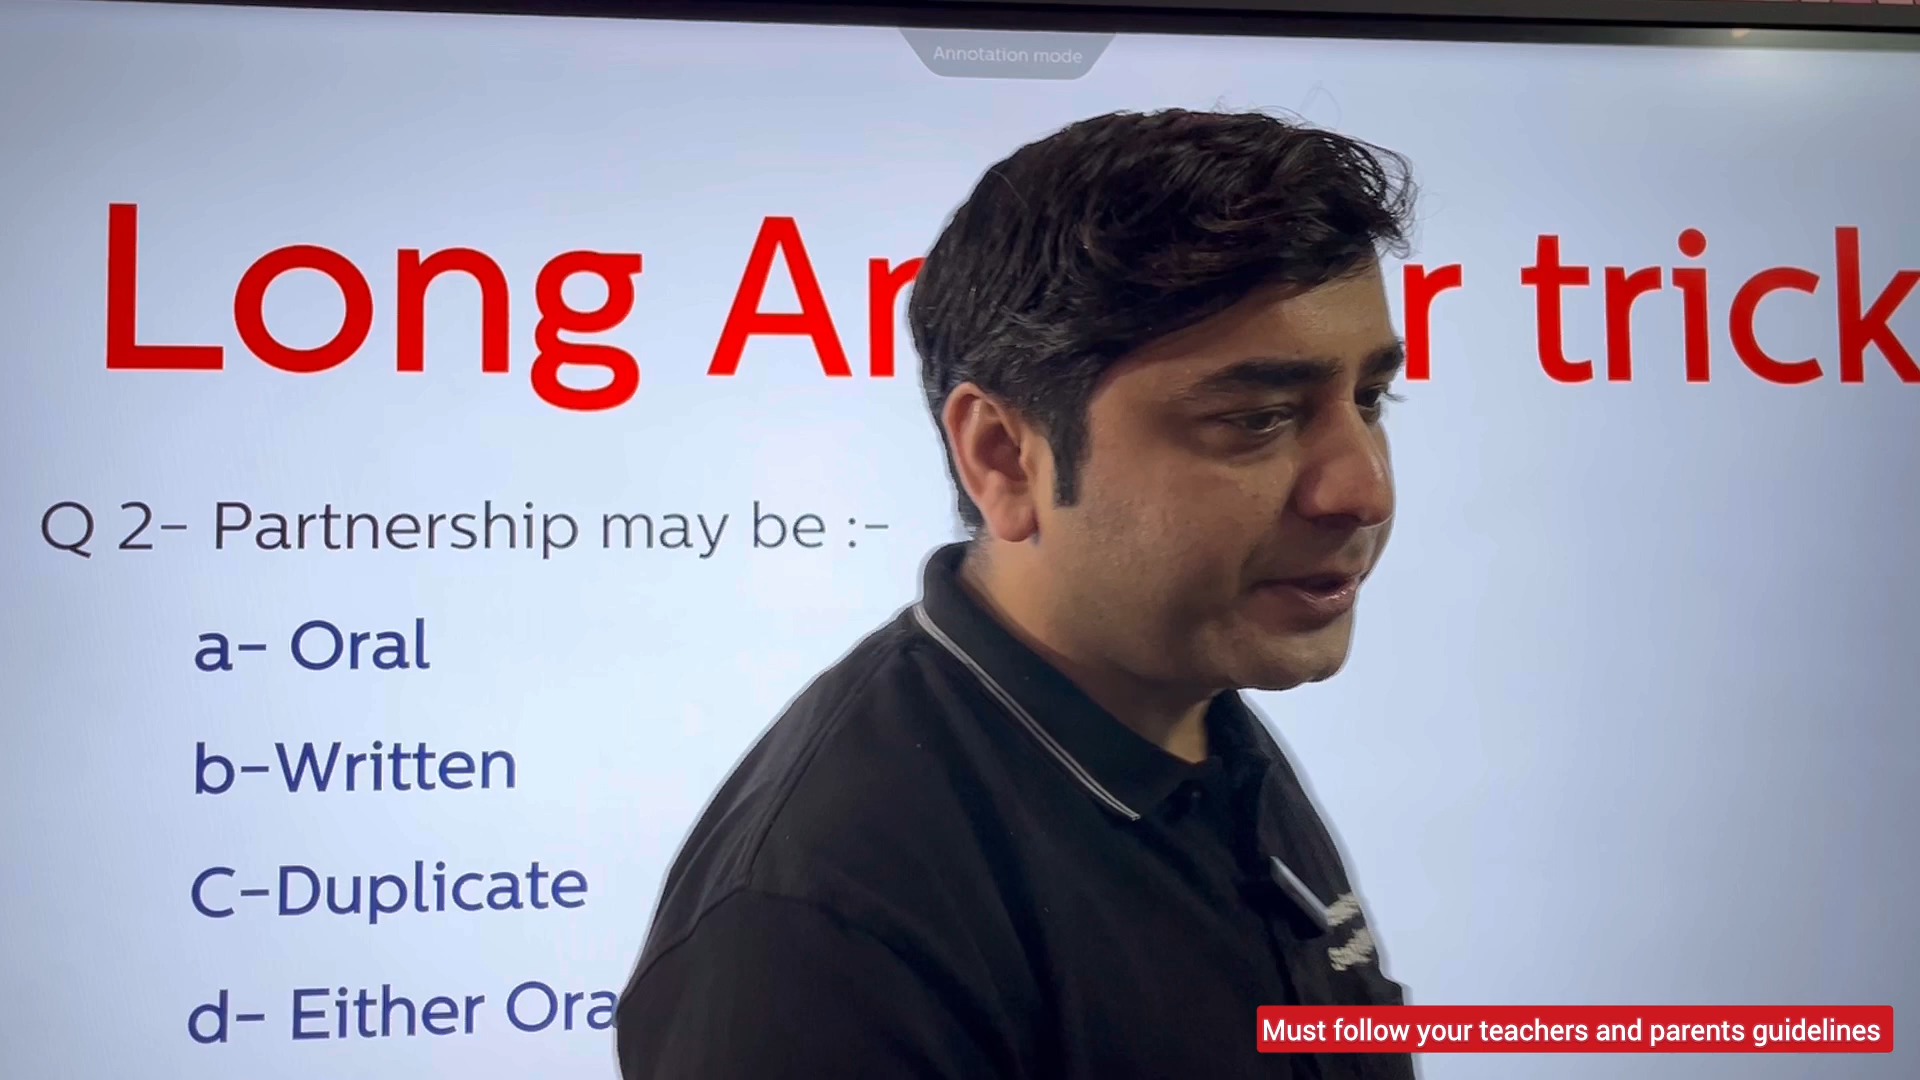 Annotation mode
Long r trick
Q 2- Partnership may be :-
a- Oral
b-Written
C-Duplicate
d- Either
Must follow your teachers and parents guidelines